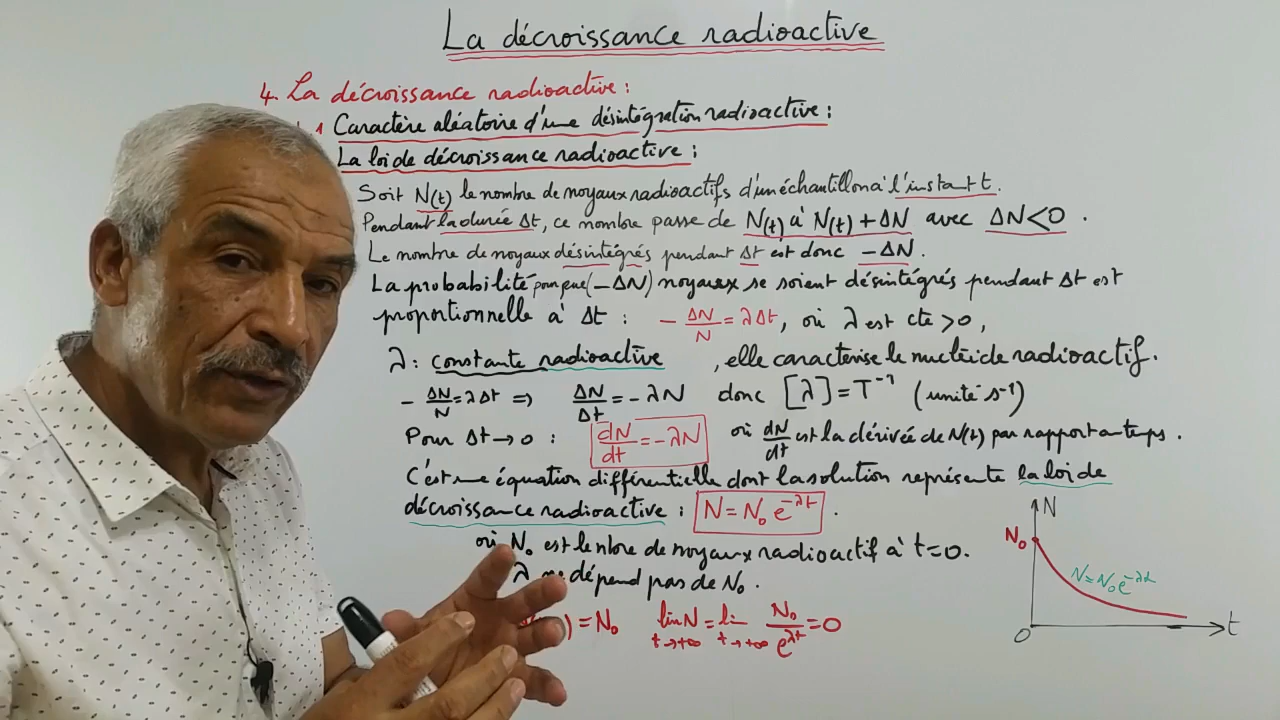 La décroissance radioactive
4. La décroissance radioactive :
1 Caractère aléatoire d'une désintégration radioactive :
La loi de décroissance radioactive :
Soit N(t) le nombre de noyaux radioactifs d'un échantillon à l'instant t.
Pendant la durée Δt, ce nombre passe de N(t) à N(t) + ΔN avec ΔN<0 .
Le nombre de noyaux désintégrés pendant Δt est donc -ΔN.
La probabilité pour que (-ΔN) noyaux se soient désintégrés pendant Δt est
proportionnelle à Δt : - ΔN/N = λΔt, où λ est cte >0,
λ : constante radioactive , elle caractérise le nucléide radioactif.
- ΔN/N = λΔt ⇒ ΔN/Δt = -λN donc [λ] = T⁻¹ (unité s⁻¹)
Pour Δt → 0 : dN/dt = -λN où dN/dt est la dérivée de N(t) par rapport au temps .
C'est une équation différentielle dont la solution représente la loi de
décroissance radioactive : N = N₀ e^-λt .
où N₀ est le nbre de noyaux radioactif à t=0.
λ ne dépend pas de N₀ .
) = N₀ lim N = lim N₀/e^λt = 0
t→+∞ t→+∞
N
N₀
N=N₀e^-λt
O
t